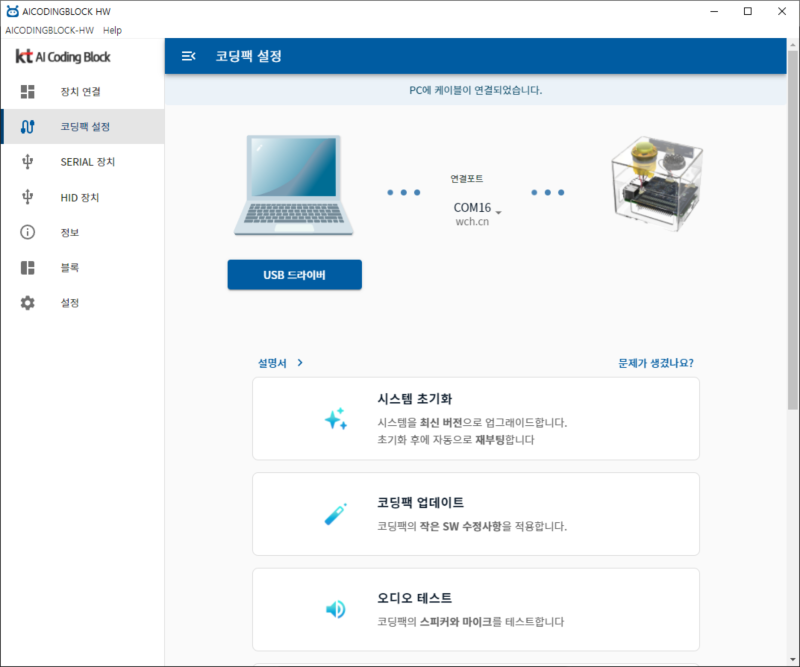 AICODINGBLOCK HW
AICODINGBLOCK-HW Help
kt AI Coding Block
코딩팩 설정
장치 연결
코딩팩 설정
SERIAL 장치
HID 장치
정보
블록
설정
PC에 케이블이 연결되었습니다.
연결포트
COM16
wch.cn
USB 드라이버
설명서
문제가 생겼나요?
시스템 초기화
시스템을 최신 버전으로 업그레이드합니다.
초기화 후에 자동으로 재부팅합니다
코딩팩 업데이트
코딩팩의 작은 SW 수정사항을 적용합니다.
오디오 테스트
코딩팩의 스피커와 마이크를 테스트합니다